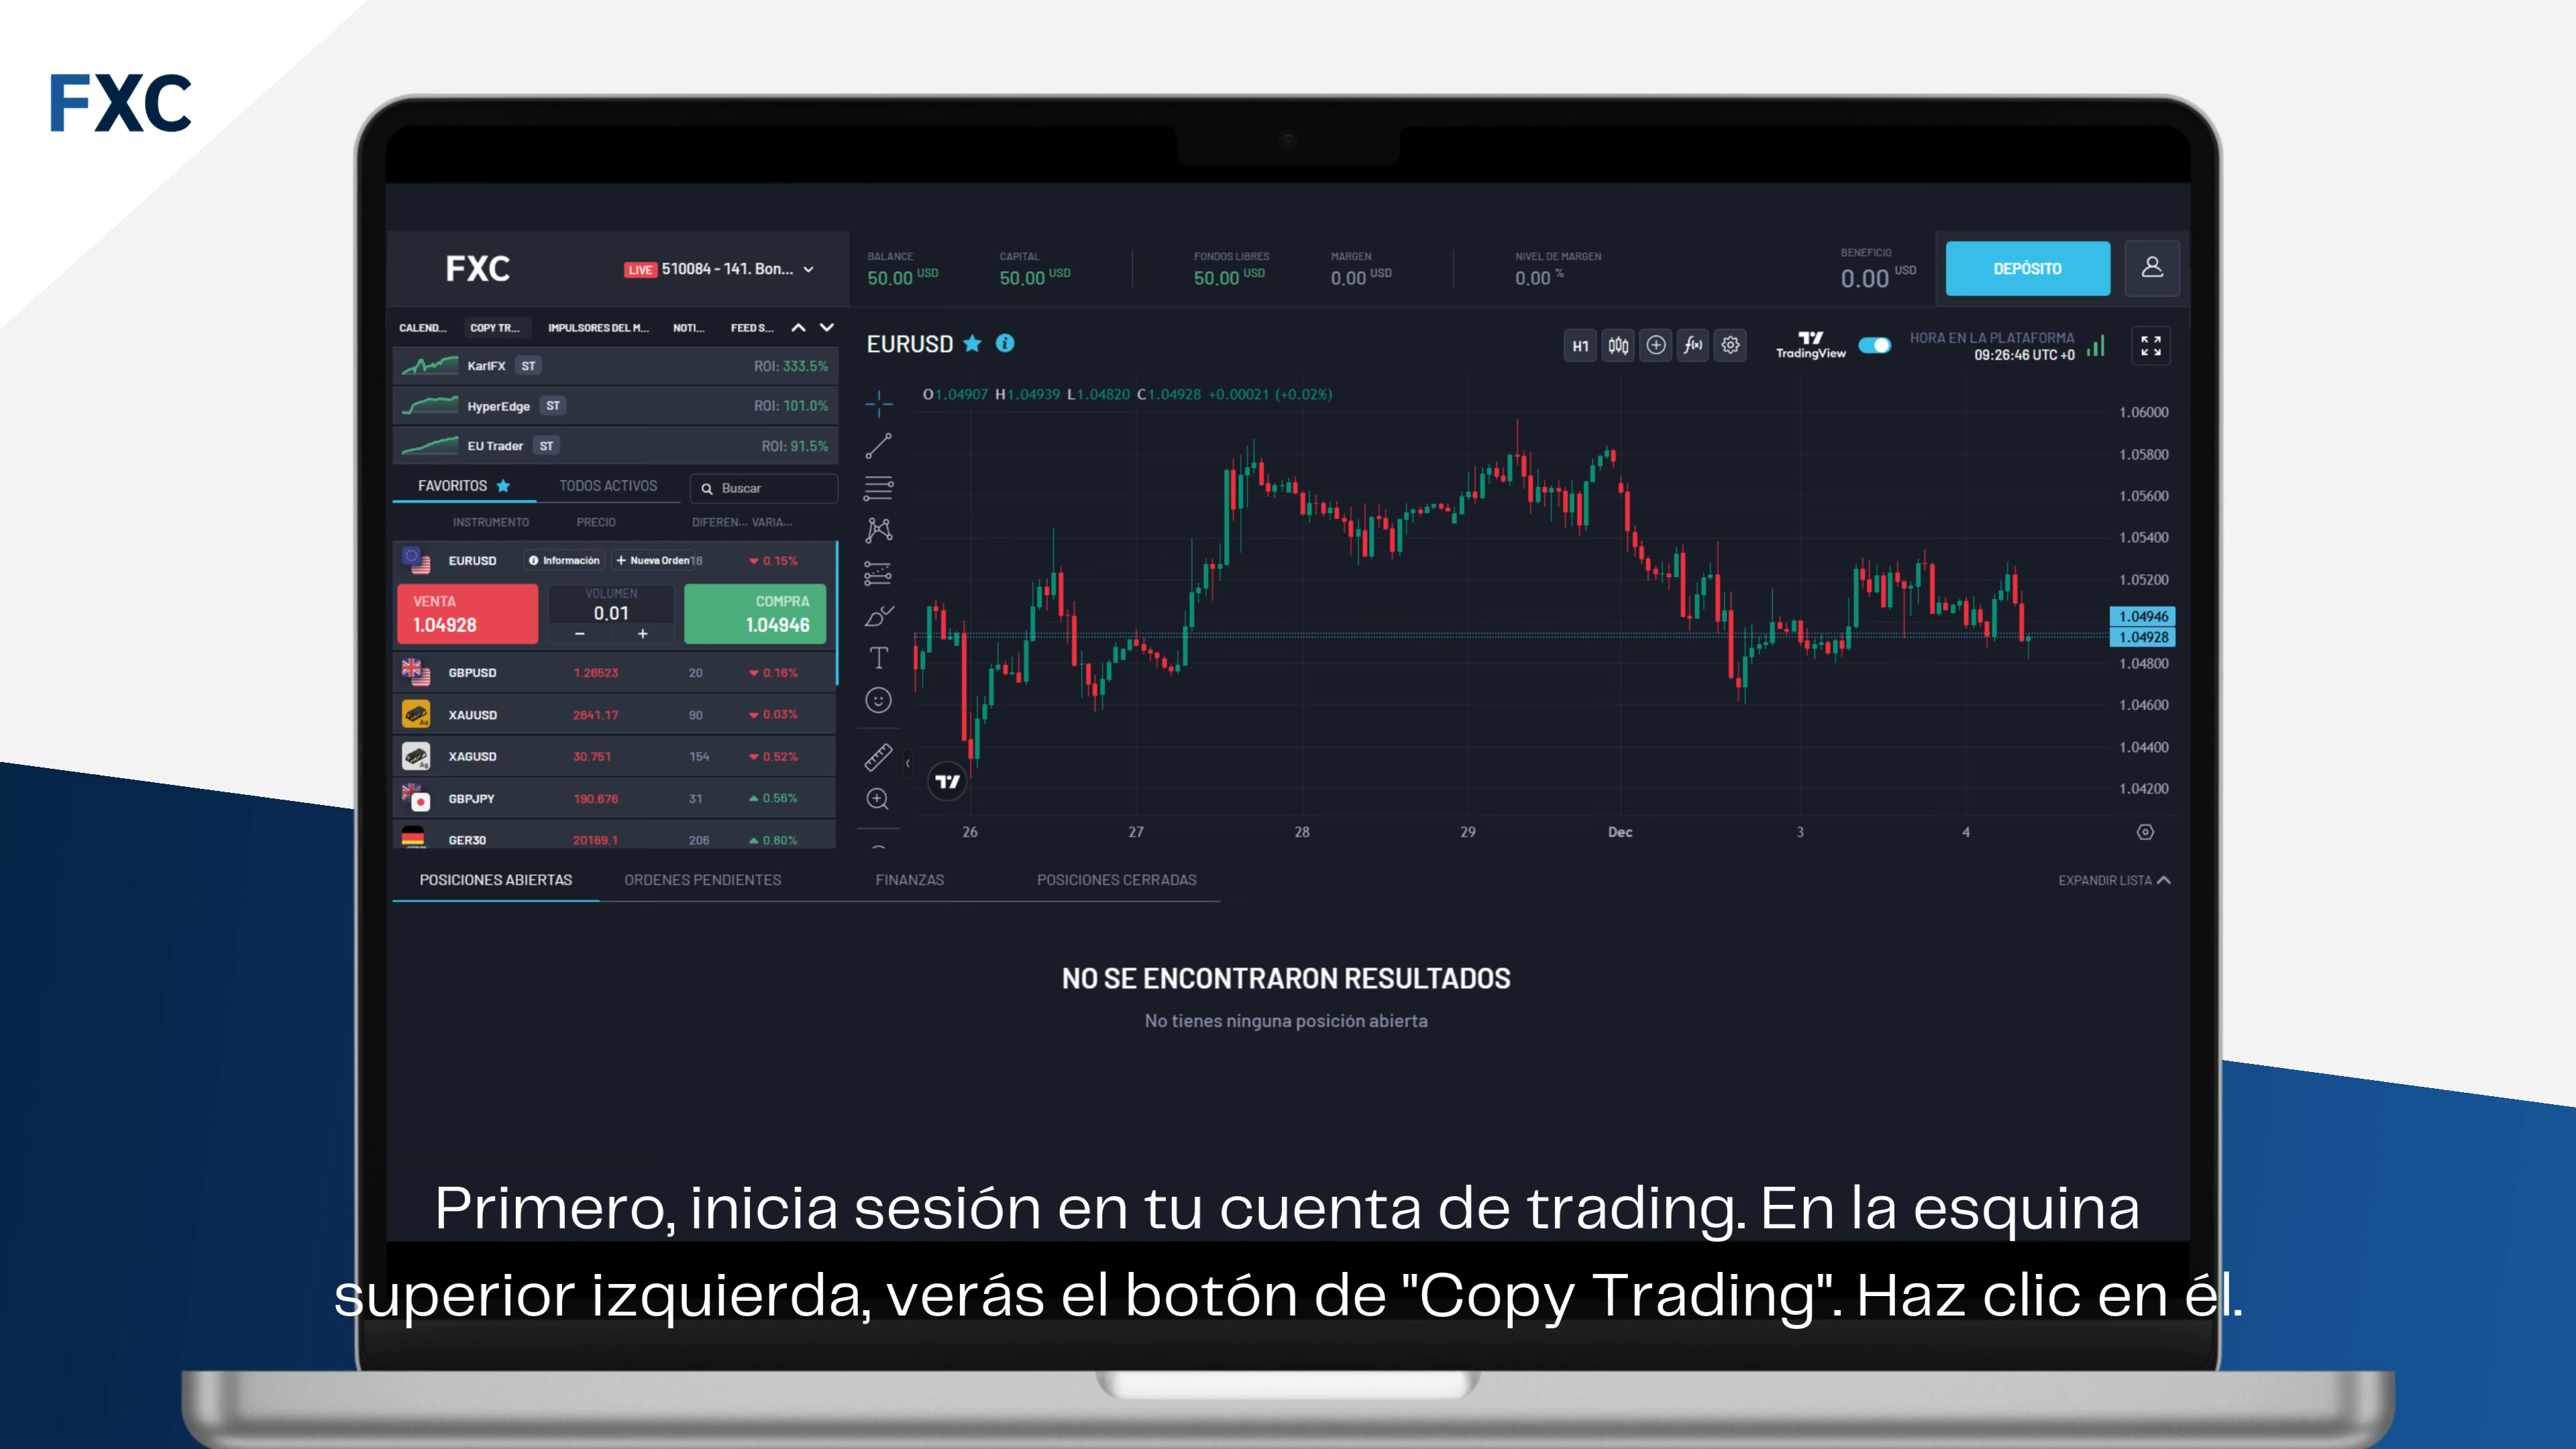 FXC
FXC
LIVE 510084 - 141. Bon...
BALANCE
50.00 USD
CAPITAL
50.00 USD
FONDOS LIBRES
50.00 USD
MARGEN
0.00 USD
NIVEL DE MARGEN
0.00 %
BENEFICIO
0.00 USD
DEPÓSITO
CALEND... COPY TR... IMPULSORES DEL M... NOTI... FEED S...
KarlFX ST ROI: 333.5%
HyperEdge ST ROI: 101.0%
EU Trader ST ROI: 91.5%
FAVORITOS TODOS ACTIVOS Buscar
INSTRUMENTO PRECIO DIFEREN... VARIA...
EURUSD Información + Nueva Orden 18 0.15%
VENTA
1.04928
VOLUMEN
0.01
− +
COMPRA
1.04946
GBPUSD 1.26523 20 0.16%
XAUUSD 2641.17 90 0.03%
XAGUSD 30.751 154 0.52%
GBPJPY 190.676 31 0.56%
GER30 20169.1 206 0.80%
EURUSD
H1 f(x)
TradingView
HORA EN LA PLATAFORMA
09:26:46 UTC +0
O1.04907 H1.04939 L1.04820 C1.04928 +0.00021 (+0.02%)
1.06000
1.05800
1.05600
1.05400
1.05200
1.04946
1.04928
1.04800
1.04600
1.04400
1.04200
26 27 28 29 Dec 3 4
POSICIONES ABIERTAS ORDENES PENDIENTES FINANZAS POSICIONES CERRADAS EXPANDIR LISTA
NO SE ENCONTRARON RESULTADOS
No tienes ninguna posición abierta
Primero, inicia sesión en tu cuenta de trading. En la esquina
superior izquierda, verás el botón de "Copy Trading". Haz clic en él.